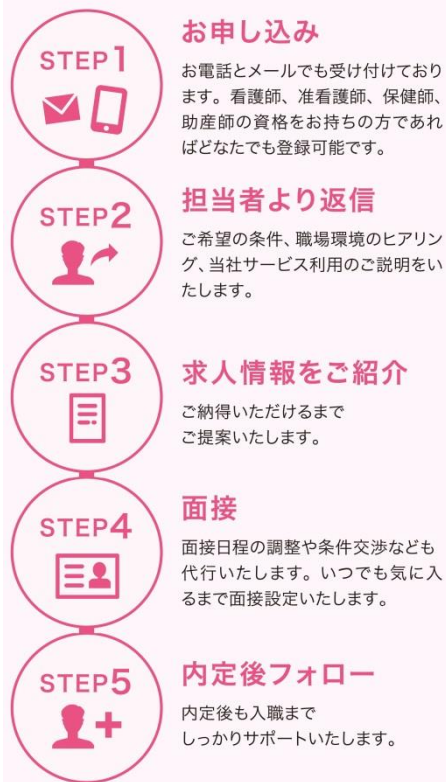 STEP1
お申し込み
お電話とメールでも受け付けており
ます。看護師、准看護師、保健師、
助産師の資格をお持ちの方であれ
ばどなたでも登録可能です。
STEP2
担当者より返信
ご希望の条件、職場環境のヒアリン
グ、当社サービス利用のご説明をい
たします。
STEP3
求人情報をご紹介
ご納得いただけるまで
ご提案いたします。
STEP4
面接
面接日程の調整や条件交渉なども
代行いたします。いつでも気に入
るまで面接設定いたします。
STEP5
内定後フォロー
内定後も入職まで
しっかりサポートいたします。